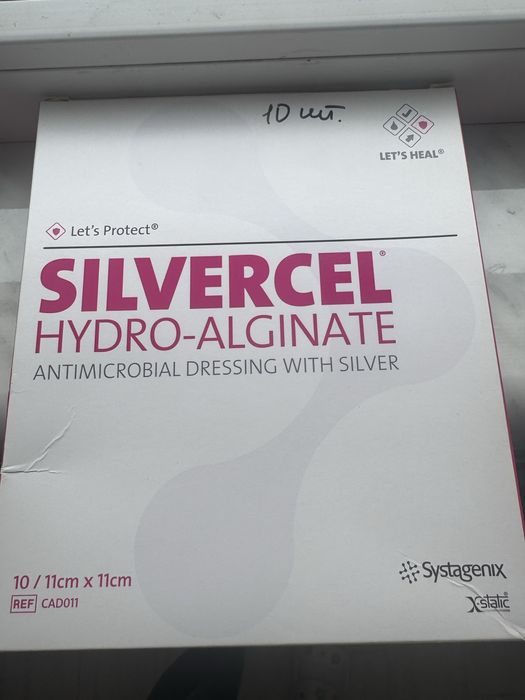 10 шт.
LET'S HEAL®
Let's Protect®
SILVERCEL®
HYDRO-ALGINATE
ANTIMICROBIAL DRESSING WITH SILVER
10 / 11cm x 11cm
REF CAD011
Systagenix
X-static®